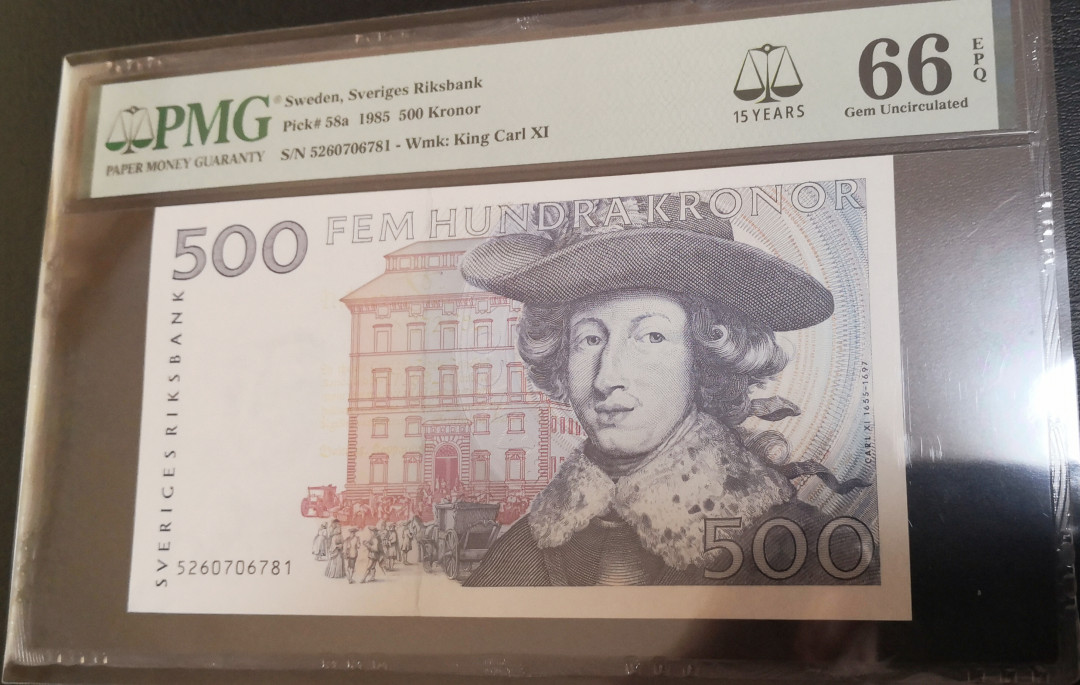 PMG®
PAPER MONEY GUARANTY
Sweden, Sveriges Riksbank
Pick# 58a 1985 500 Kronor
S/N 5260706781 - Wmk: King Carl XI
15 YEARS
66 EPQ
Gem Uncirculated
500
FEM HUNDRA KRONOR
SVERIGES RIKSBANK
5260706781
CARL XI 1655-1697
500